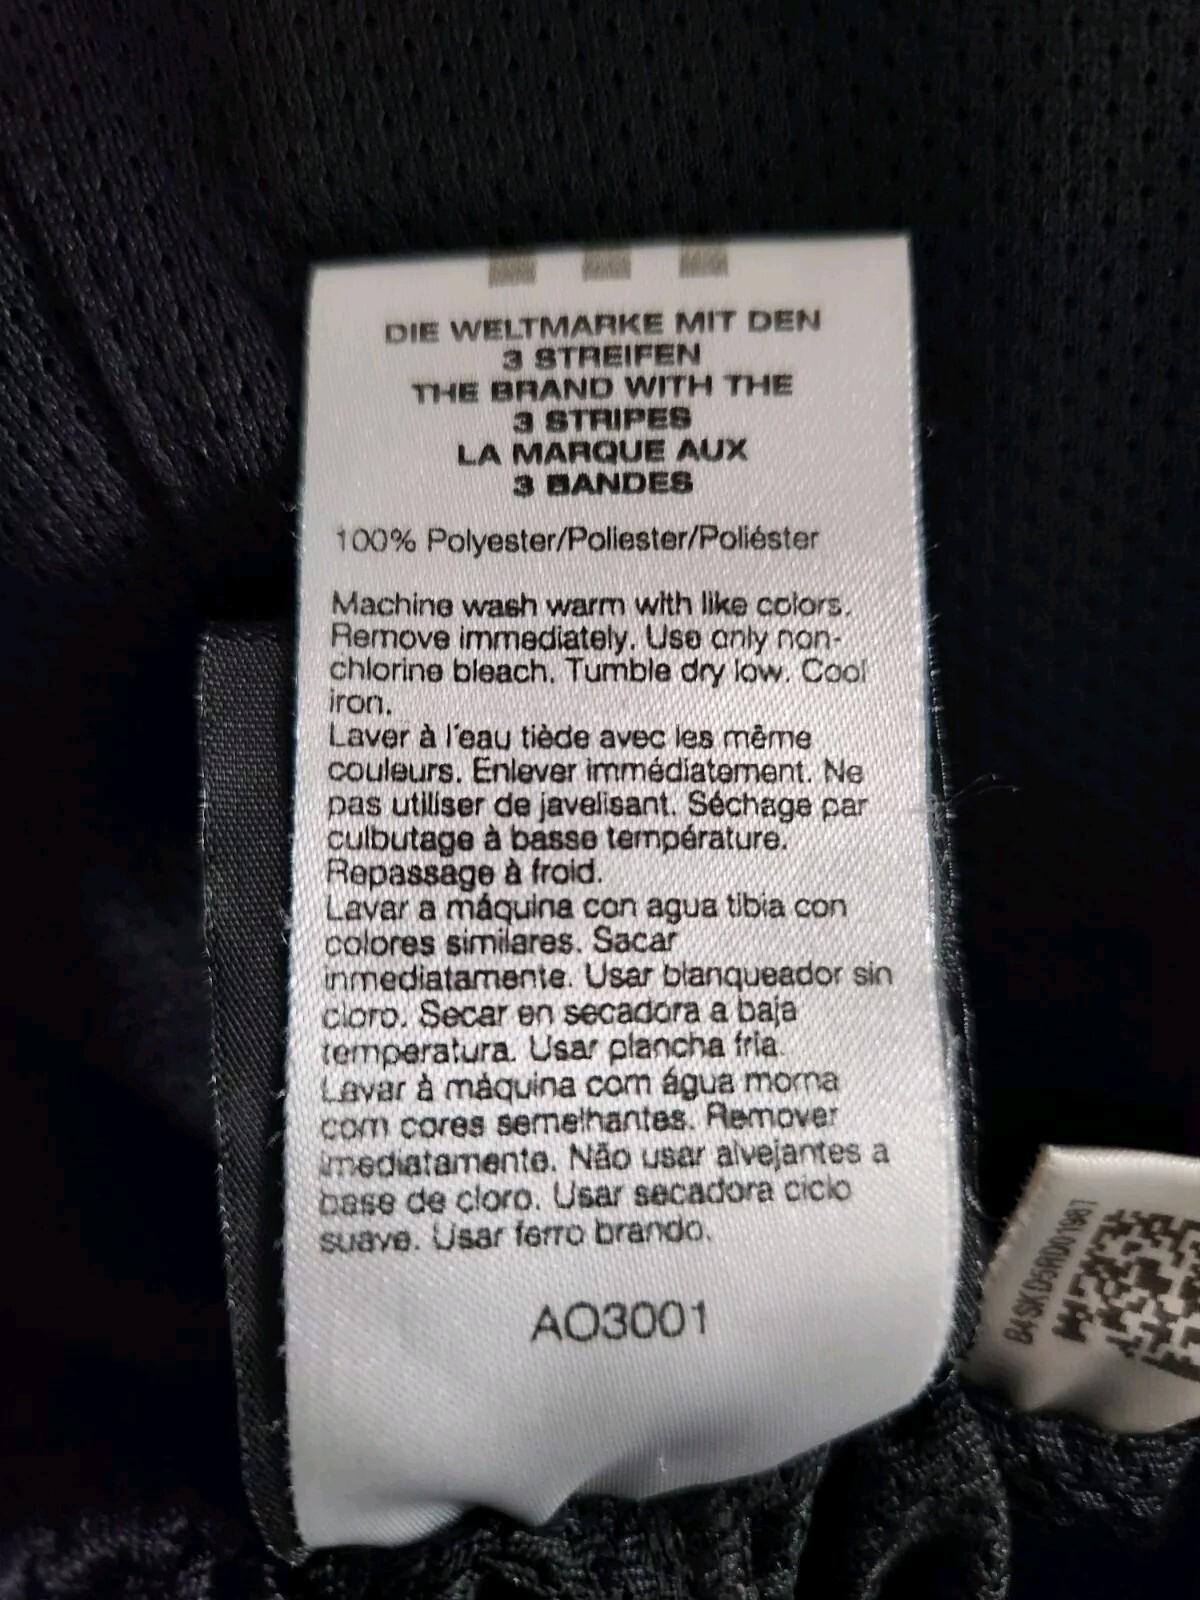 DIE WELTMARKE MIT DEN
3 STREIFEN
THE BRAND WITH THE
3 STRIPES
LA MARQUE AUX
3 BANDES
100% Polyester/Poliester/Poliéster
Machine wash warm with like colors.
Remove immediately. Use only non-
chlorine bleach. Tumble dry low. Cool
iron.
Laver à l'eau tiède avec les même
couleurs. Enlever immédiatement. Ne
pas utiliser de javelisant. Séchage par
culbutage à basse température.
Repassage à froid.
Lavar a máquina con agua tibia con
colores similares. Sacar
inmediatamente. Usar blanqueador sin
cloro. Secar en secadora a baja
temperatura. Usar plancha fria.
Lavar à máquina com água morna
com cores semelhantes. Remover
imediatamente. Não usar alvejantes a
base de cloro. Usar secadora ciclo
suave. Usar ferro brando.
AO3001